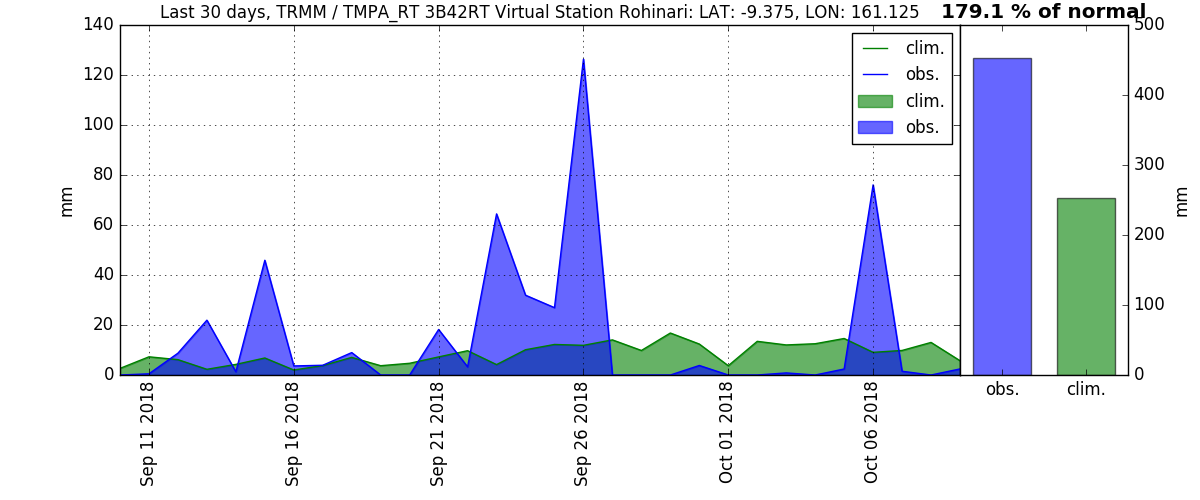 Last 30 days, TRMM / TMPA_RT 3B42RT Virtual Station Rohinari: LAT: -9.375, LON: 161.125
179.1 % of normal
140
120
100
80
60
40
20
0
mm
clim.
obs.
clim.
obs.
Sep 11 2018
Sep 16 2018
Sep 21 2018
Sep 26 2018
Oct 01 2018
Oct 06 2018
500
400
300
200
100
0
mm
obs.
clim.